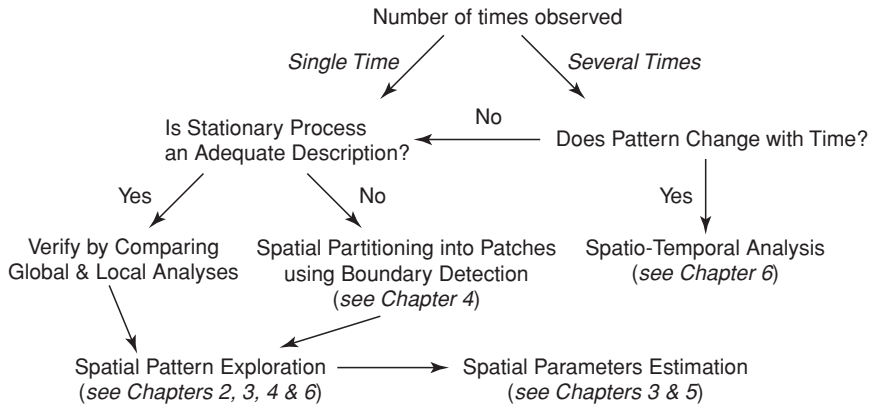 Number of times observed
Single Time
Several Times
No
Is Stationary Process
an Adequate Description?
Does Pattern Change with Time?
Yes
No
Yes
Verify by Comparing
Global & Local Analyses
Spatial Partitioning into Patches
using Boundary Detection
(see Chapter 4)
Spatio-Temporal Analysis
(see Chapter 6)
Spatial Pattern Exploration
(see Chapters 2, 3, 4 & 6)
Spatial Parameters Estimation
(see Chapters 3 & 5)